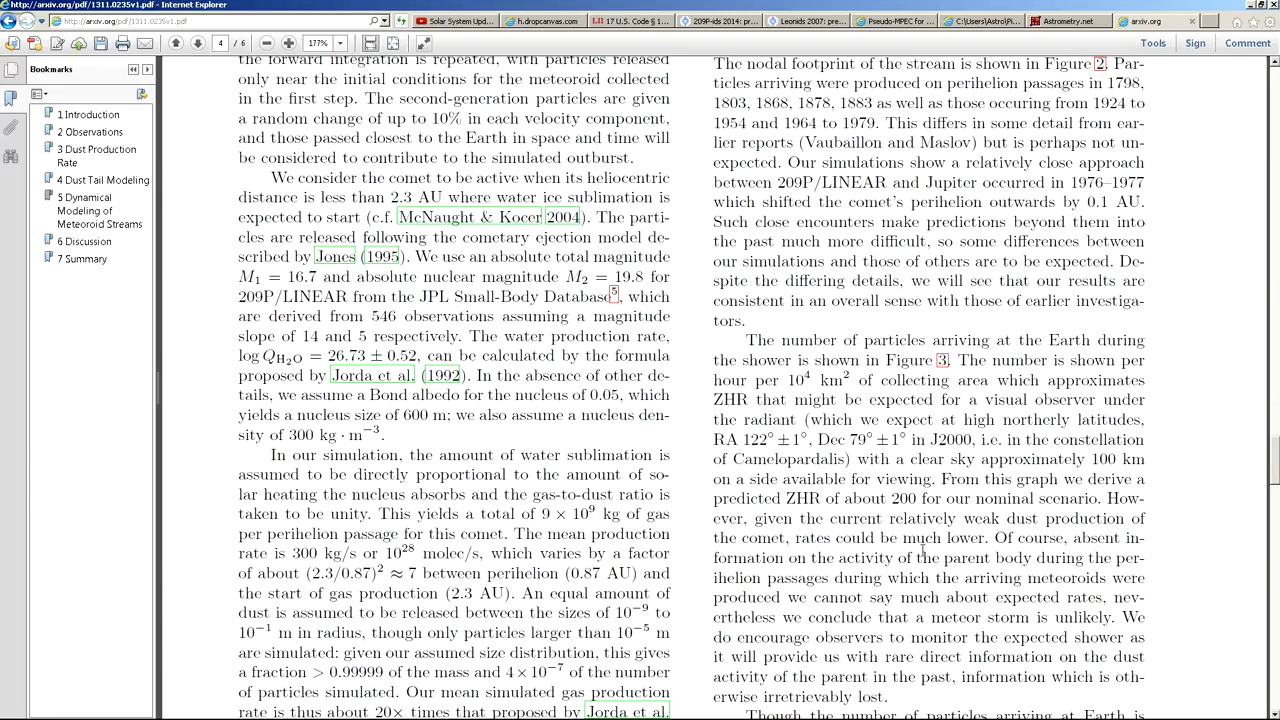 http://arxiv.org/pdf/1311.0235v1.pdf - Internet Explorer
http://arxiv.org/pdf/1311.0235v1.pdf
Solar System Upd...
h.dropcanvas.com
17 U.S. Code § 1...
209P-ID 2014: pr...
Leonids 2007: pre...
Pseudo-MPEC for ...
C:\Users\Astro\Pi...
Astrometry.net
arxiv.org
4 / 6
177%
Tools
Sign
Comment
Bookmarks
1 Introduction
2 Observations
3 Dust Production
Rate
4 Dust Tail Modeling
5 Dynamical
Modeling of
Meteoroid Streams
6 Discussion
7 Summary
the forward integration is repeated, with particles released
only near the initial conditions for the meteoroid collected
in the first step. The second-generation particles are given
a random change of up to 10% in each velocity component,
and those passed closest to the Earth in space and time will
be considered to contribute to the simulated outburst.
We consider the comet to be active when its heliocentric
distance is less than 2.3 AU where water ice sublimation is
expected to start (c.f. McNaught & Kocer 2004). The parti-
cles are released following the cometary ejection model de-
scribed by Jones (1995). We use an absolute total magnitude
M1 = 16.7 and absolute nuclear magnitude M2 = 19.8 for
209P/LINEAR from the JPL Small-Body Database5, which
are derived from 546 observations assuming a magnitude
slope of 14 and 5 respectively. The water production rate,
log QH2O = 26.73 ± 0.52, can be calculated by the formula
proposed by Jorda et al. (1992). In the absence of other de-
tails, we assume a Bond albedo for the nucleus of 0.05, which
yields a nucleus size of 600 m; we also assume a nucleus den-
sity of 300 kg · m−3.
In our simulation, the amount of water sublimation is
assumed to be directly proportional to the amount of so-
lar heating the nucleus absorbs and the gas-to-dust ratio is
taken to be unity. This yields a total of 9 × 10⁹ kg of gas
per perihelion passage for this comet. The mean production
rate is 300 kg/s or 10²⁸ molec/s, which varies by a factor
of about (2.3/0.87)² ≈ 7 between perihelion (0.87 AU) and
the start of gas production (2.3 AU). An equal amount of
dust is assumed to be released between the sizes of 10⁻⁹ to
10⁻¹ m in radius, though only particles larger than 10⁻⁵ m
are simulated: given our assumed size distribution, this gives
a fraction > 0.99999 of the mass and 4×10⁻⁷ of the number
of particles simulated. Our mean simulated gas production
rate is thus about 20× times that proposed by Jorda et al.
The nodal footprint of the stream is shown in Figure 2. Par-
ticles arriving were produced on perihelion passages in 1798,
1803, 1868, 1878, 1883 as well as those occuring from 1924 to
1954 and 1964 to 1979. This differs in some detail from ear-
lier reports (Vaubaillon and Maslov) but is perhaps not un-
expected. Our simulations show a relatively close approach
between 209P/LINEAR and Jupiter occurred in 1976–1977
which shifted the comet's perihelion outwards by 0.1 AU.
Such close encounters make predictions beyond them into
the past much more difficult, so some differences between
our simulations and those of others are to be expected. De-
spite the differing details, we will see that our results are
consistent in an overall sense with those of earlier investiga-
tors.
The number of particles arriving at the Earth during
the shower is shown in Figure 3. The number is shown per
hour per 10⁴ km² of collecting area which approximates
ZHR that might be expected for a visual observer under
the radiant (which we expect at high northerly latitudes,
RA 122° ± 1°, Dec 79° ± 1° in J2000, i.e. in the constellation
of Camelopardalis) with a clear sky approximately 100 km
on a side available for viewing. From this graph we derive a
predicted ZHR of about 200 for our nominal scenario. How-
ever, given the current relatively weak dust production of
the comet, rates could be much lower. Of course, absent in-
formation on the activity of the parent body during the per-
ihelion passages during which the arriving meteoroids were
produced we cannot say much about expected rates, nev-
ertheless we conclude that a meteor storm is unlikely. We
do encourage observers to monitor the expected shower as
it will provide us with rare direct information on the dust
activity of the parent in the past, information which is oth-
erwise irretrievably lost.
Though the number of particles arriving at Earth is